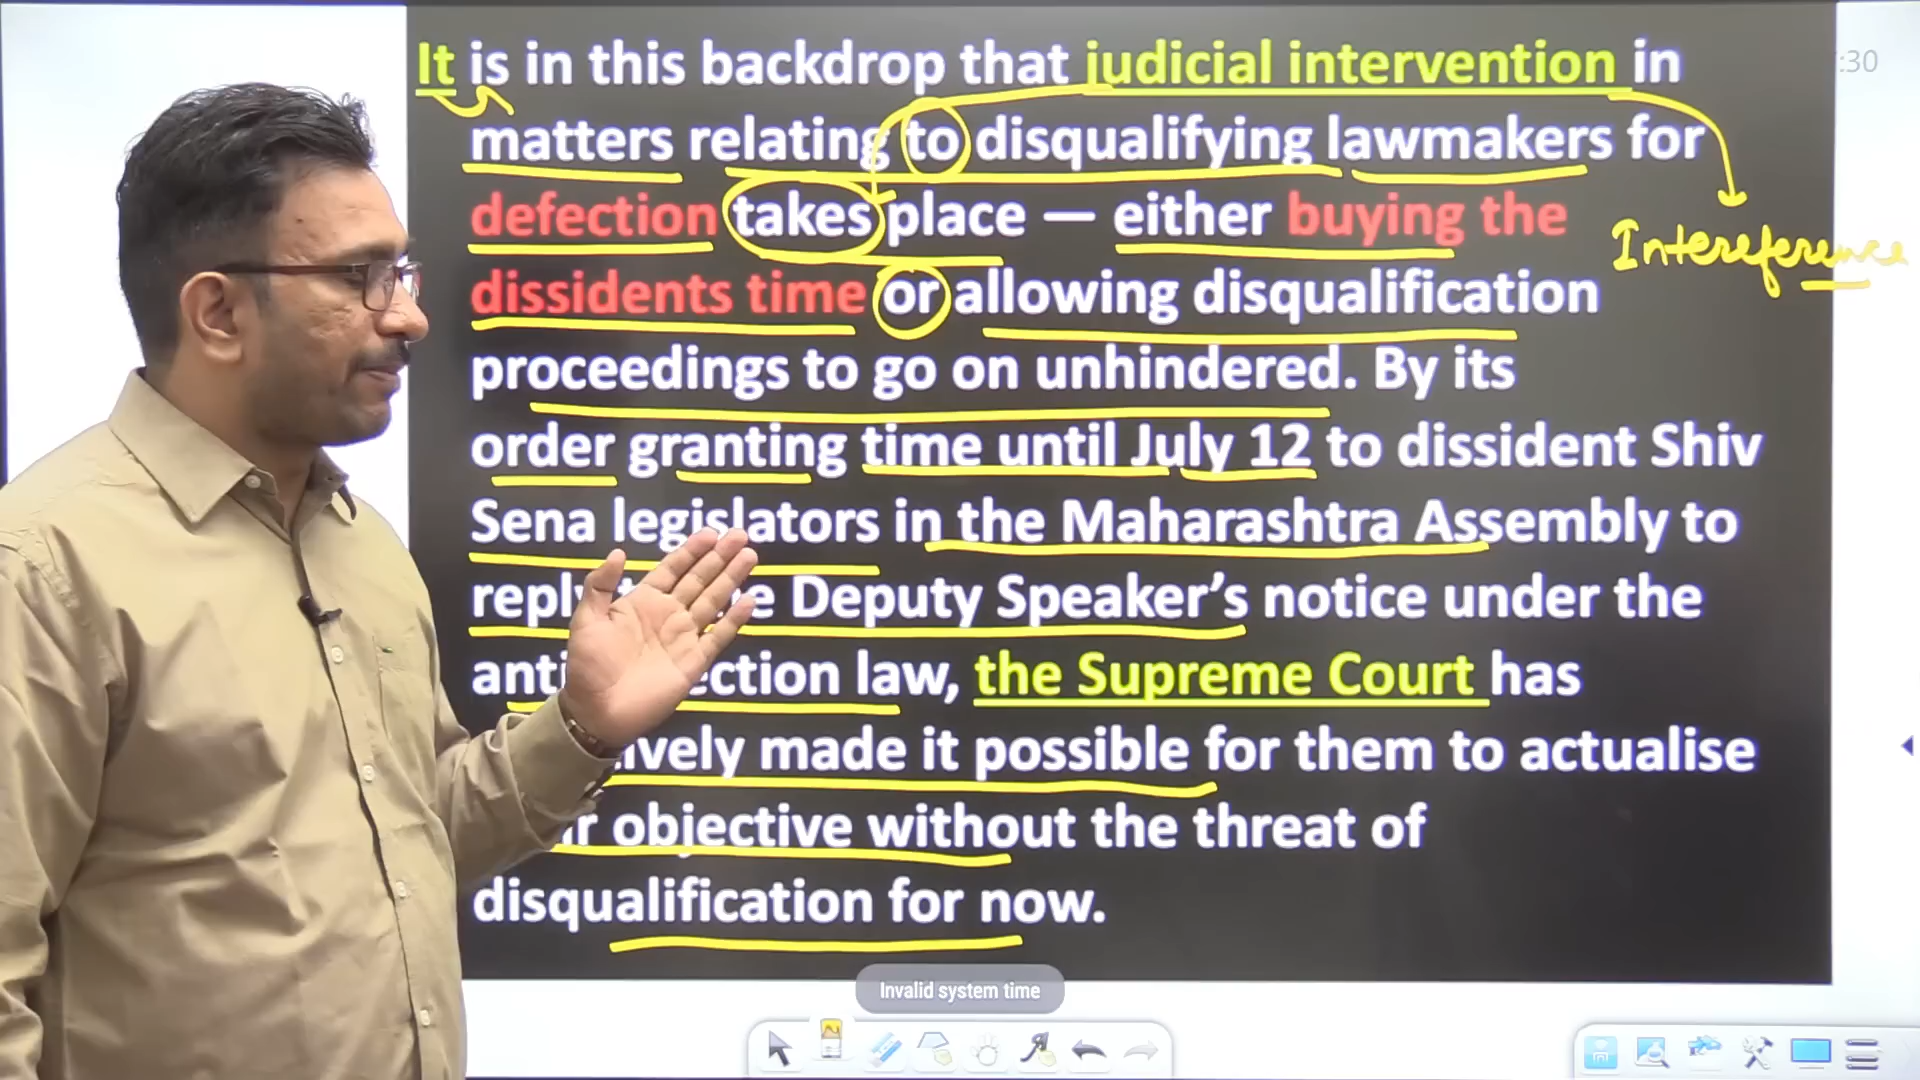 It is in this backdrop that judicial intervention in
:30
matters relating to disqualifying lawmakers for
defection takes place — either buying the
Intereference
dissidents time or allowing disqualification
proceedings to go on unhindered. By its
order granting time until July 12 to dissident Shiv
Sena legislators in the Maharashtra Assembly to
Deputy Speaker’s notice under the
law, the Supreme Court has
made it possible for them to actualise
objective without the threat of
disqualification for now.
Invalid system time